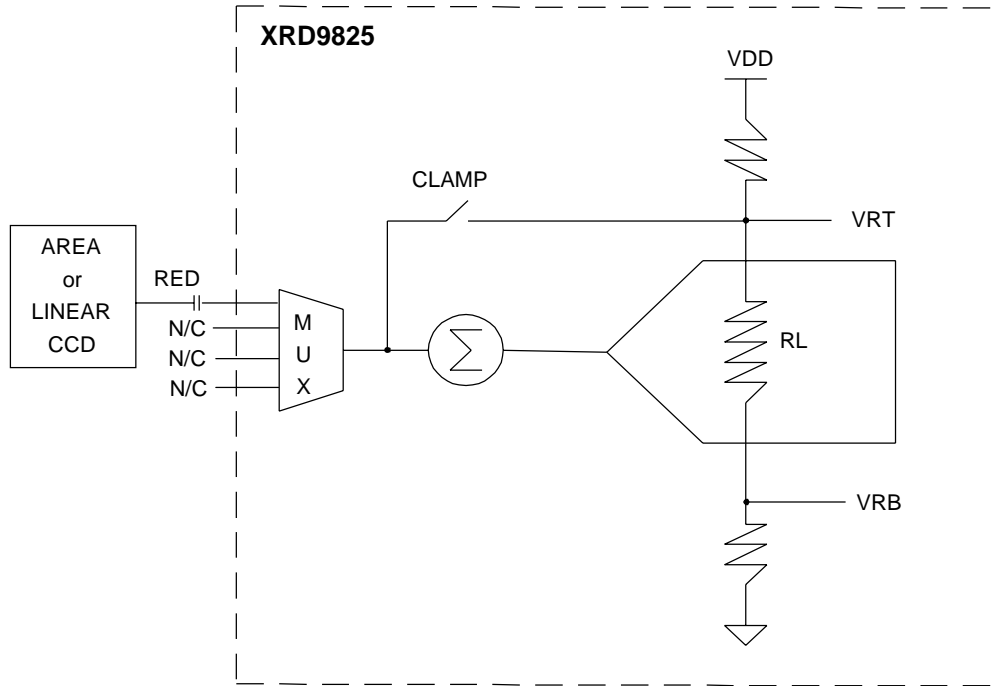 XRD9825
VDD
CLAMP
VRT
AREA
or
LINEAR
CCD
RED
N/C
N/C
N/C
M
U
X
Σ
RL
VRB